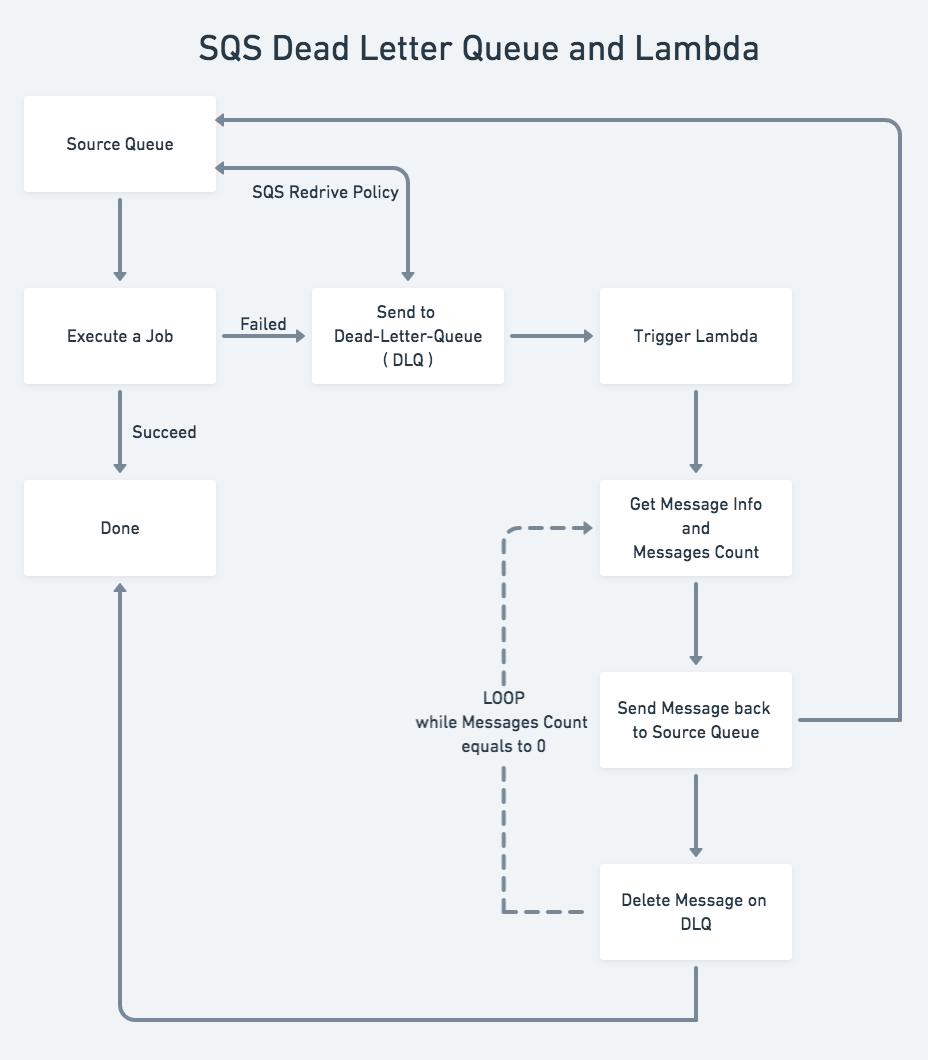 SQS Dead Letter Queue and Lambda
Source Queue
SQS Redrive Policy
Execute a Job
Failed
Send to
Dead-Letter-Queue
( DLQ )
Trigger Lambda
Succeed
Done
Get Message Info
and
Messages Count
LOOP
while Messages Count
equals to 0
Send Message back
to Source Queue
Delete Message on
DLQ